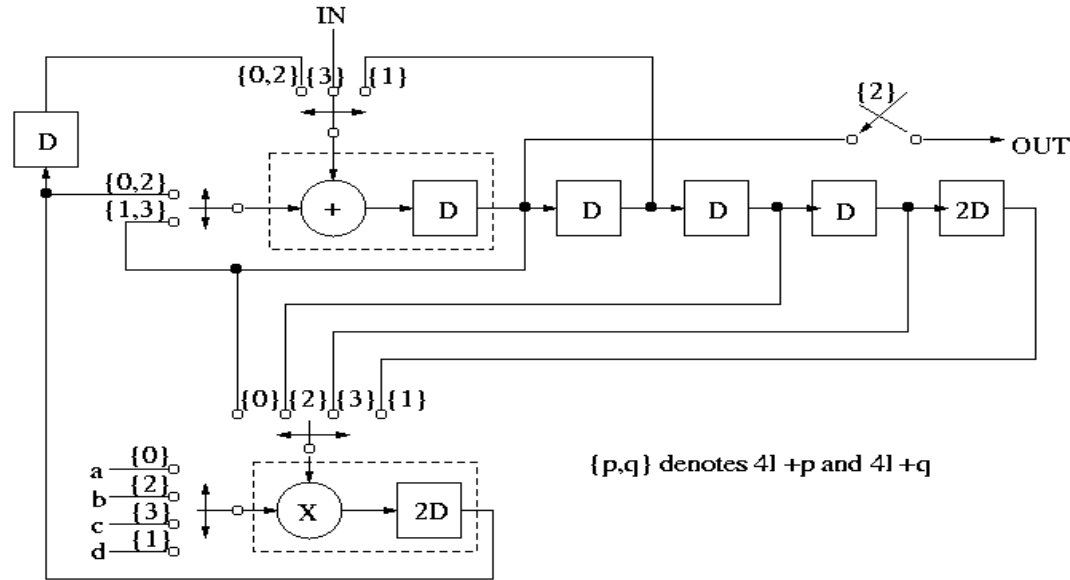 IN
{0,2} {3} {1}
{2}
D
OUT
{0,2}
{1,3}
+ D D D D 2D
{0} {2} {3} {1}
a {0}
b {2}
c {3}
d {1}
X 2D
{p,q} denotes 4l +p and 4l +q